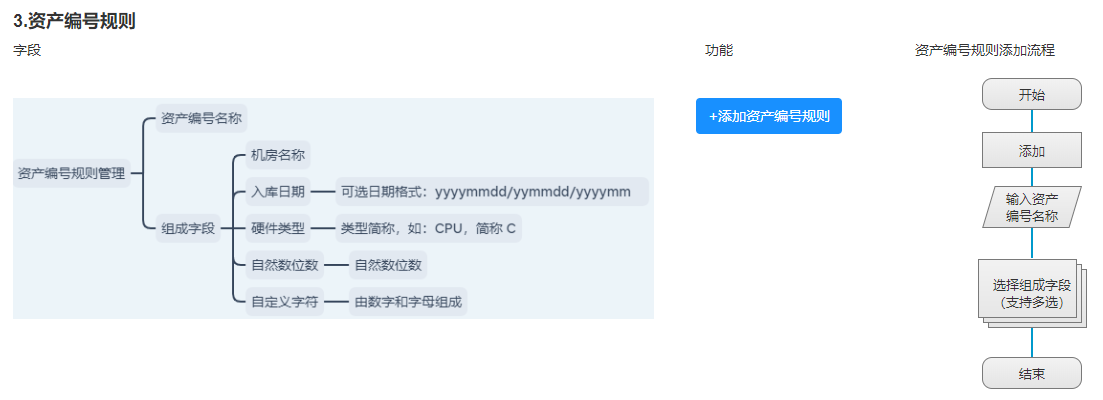 3.资产编号规则
字段
功能
资产编号规则添加流程
资产编号规则管理
资产编号名称
组成字段
机房名称
入库日期
可选日期格式：yyyymmdd/yymmdd/yyyymm
硬件类型
类型简称，如：CPU，简称 C
自然数位数
自然数位数
自定义字符
由数字和字母组成
+添加资产编号规则
开始
添加
输入资产
编号名称
选择组成字段
（支持多选）
结束